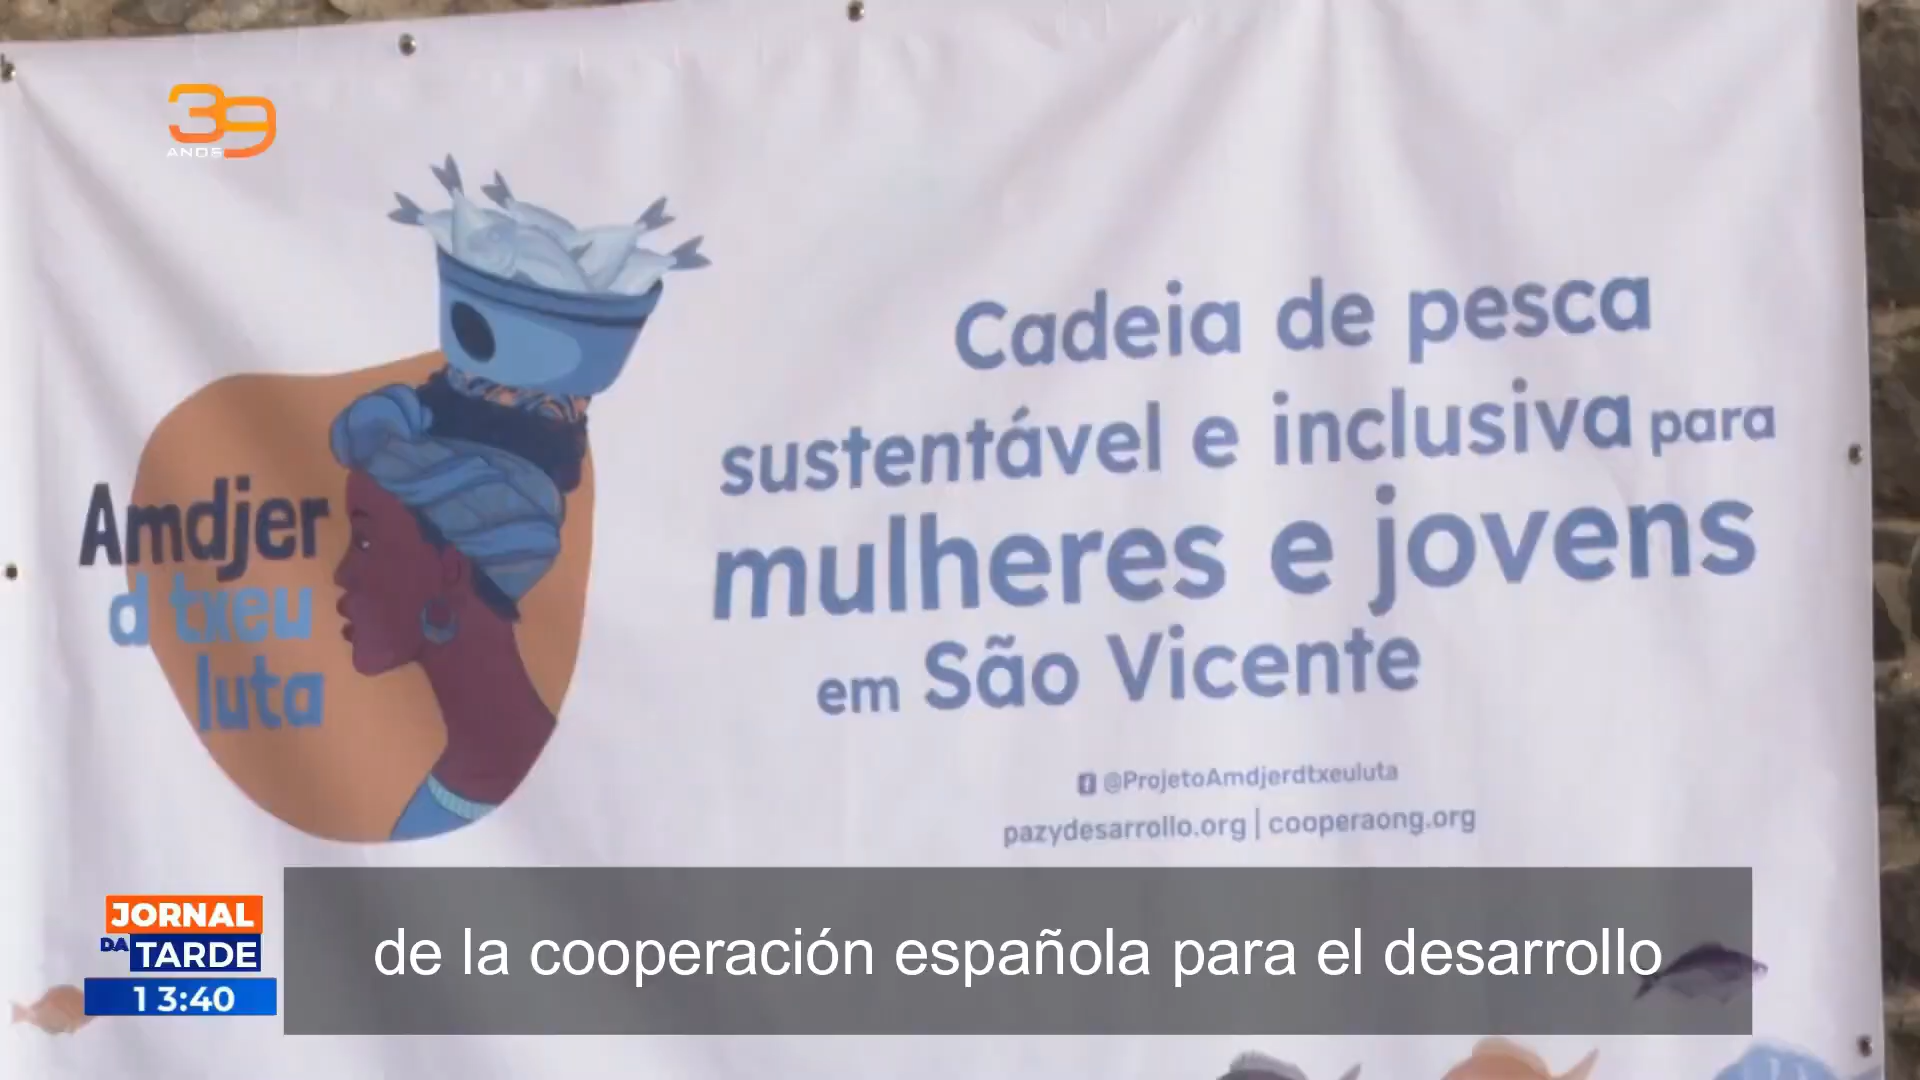 39
ANOS
Amdjer
d txeu
luta
Cadeia de pesca
sustentável e inclusiva para
mulheres e jovens
em São Vicente
@ProjetoAmdjerdtxeuluta
pazydesarrollo.org | cooperaong.org
JORNAL
DA TARDE
13:40
de la cooperación española para el desarrollo